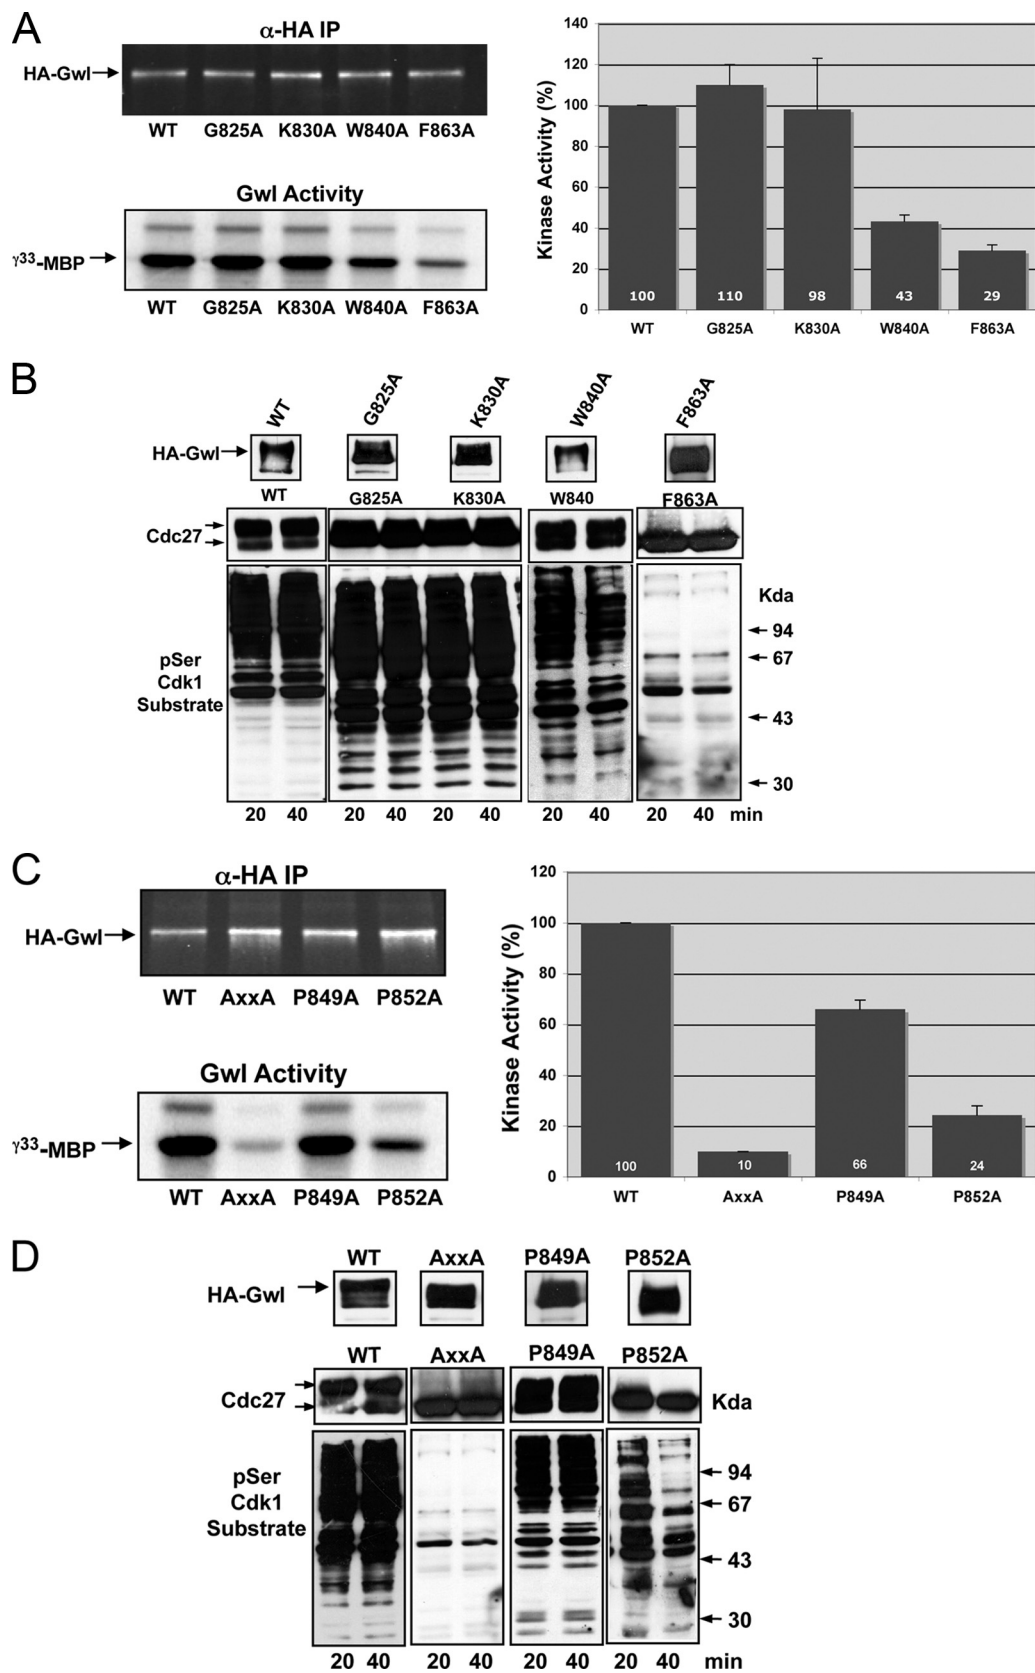 A
α-HA IP
HA-Gwl
WT G825A K830A W840A F863A
Gwl Activity
γ33-MBP
WT G825A K830A W840A F863A
Kinase Activity (%)
140
120
100
80
60
40
20
0
100 110 98 43 29
WT G825A K830A W840A F863A
B
WT G825A K830A W840A F863A
HA-Gwl
WT G825A K830A W840 F863A
Cdc27
pSer
Cdk1
Substrate
Kda
94
67
43
30
20 40 20 40 20 40 20 40 20 40 min
C
α-HA IP
HA-Gwl
WT AxxA P849A P852A
Gwl Activity
γ33-MBP
WT AxxA P849A P852A
Kinase Activity (%)
120
100
80
60
40
20
0
100 10 66 24
WT AxxA P849A P852A
D
WT AxxA P849A P852A
HA-Gwl
WT AxxA P849A P852A
Cdc27
Kda
pSer
Cdk1
Substrate
94
67
43
30
20 40 20 40 20 40 20 40 min